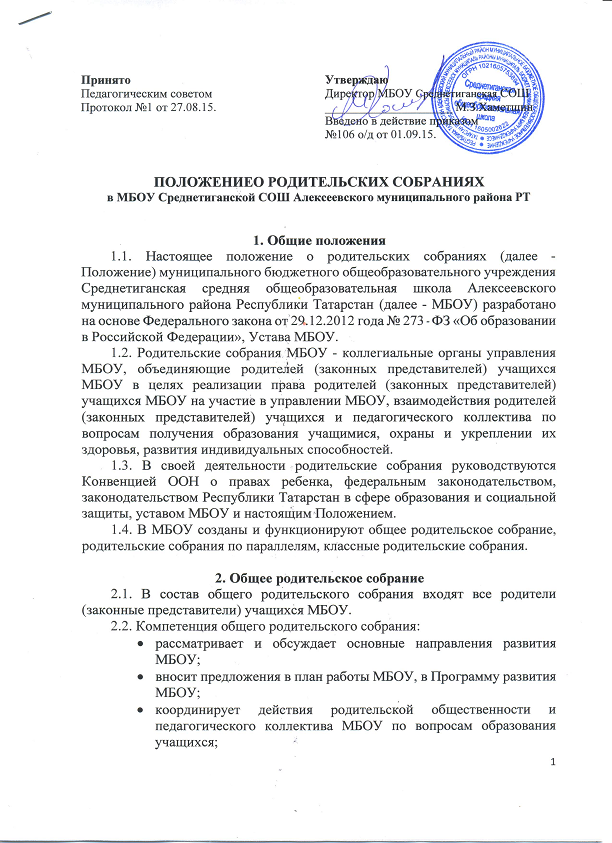 Принято
Педагогическим советом
Протокол №1 от 27.08.15.
Утверждаю
Директор МБОУ Среднетиганская СОШ
М.З.Хаметшин
Введено в действие приказом
№106 о/д от 01.09.15.
Среднетиганская
средняя
общеобразовательная
школа
ПОЛОЖЕНИЕО РОДИТЕЛЬСКИХ СОБРАНИЯХ
в МБОУ Среднетиганской СОШ Алексеевского муниципального района РТ
1. Общие положения
1.1. Настоящее положение о родительских собраниях (далее -
Положение) муниципального бюджетного общеобразовательного учреждения
Среднетиганская средняя общеобразовательная школа Алексеевского
муниципального района Республики Татарстан (далее - МБОУ) разработано
на основе Федерального закона от 29.12.2012 года № 273 - ФЗ «Об образовании
в Российской Федерации», Устава МБОУ.
1.2. Родительские собрания МБОУ - коллегиальные органы управления
МБОУ, объединяющие родителей (законных представителей) учащихся
МБОУ в целях реализации права родителей (законных представителей)
учащихся МБОУ на участие в управлении МБОУ, взаимодействия родителей
(законных представителей) учащихся и педагогического коллектива по
вопросам получения образования учащимися, охраны и укреплении их
здоровья, развития индивидуальных способностей.
1.3. В своей деятельности родительские собрания руководствуются
Конвенцией ООН о правах ребенка, федеральным законодательством,
законодательством Республики Татарстан в сфере образования и социальной
защиты, уставом МБОУ и настоящим Положением.
1.4. В МБОУ созданы и функционируют общее родительское собрание,
родительские собрания по параллелям, классные родительские собрания.
2. Общее родительское собрание
2.1. В состав общего родительского собрания входят все родители
(законные представители) учащихся МБОУ.
2.2. Компетенция общего родительского собрания:
• рассматривает и обсуждает основные направления развития
МБОУ;
• вносит предложения в план работы МБОУ, в Программу развития
МБОУ;
• координирует действия родительской общественности и
педагогического коллектива МБОУ по вопросам образования
учащихся;
1